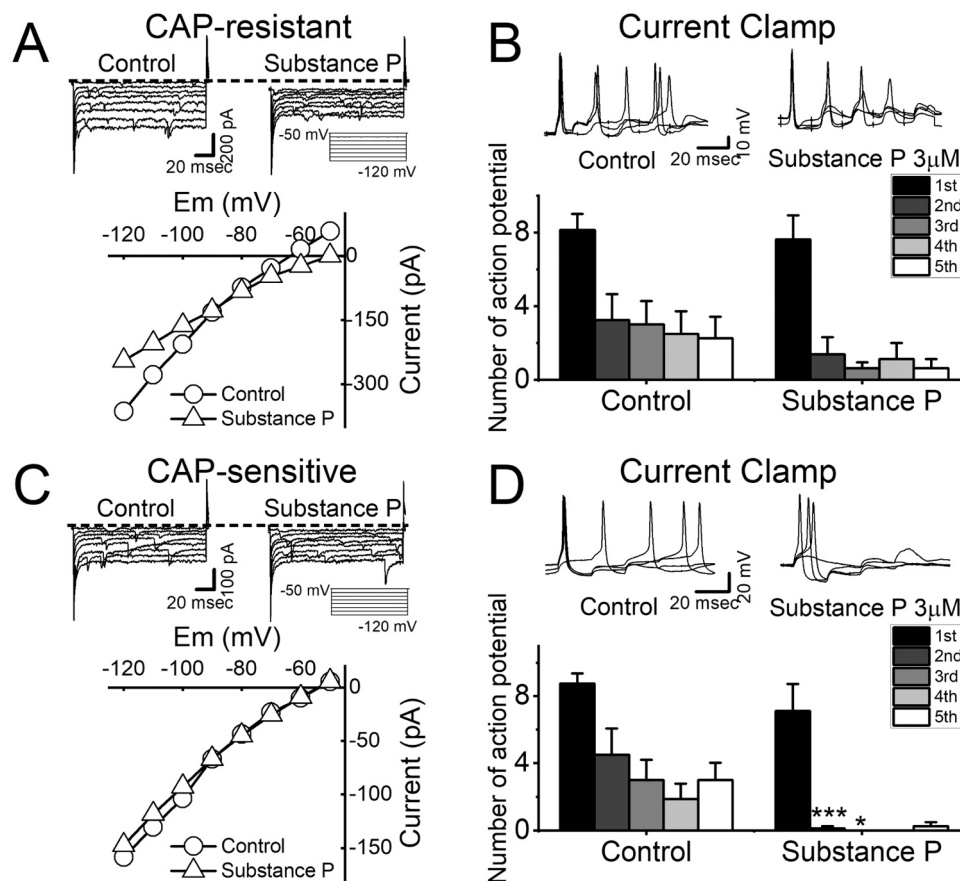 A
CAP-resistant
Control
Substance P
200 pA
20 msec
-50 mV
-120 mV
Em (mV)
-120 -100 -80 -60
0
-150
300
Current (pA)
Control
Substance P
B
Current Clamp
Control
20 msec
10 mV
Substance P 3μM
1st
2nd
3rd
4th
5th
Number of action potential
8
4
0
Control
Substance P
C
CAP-sensitive
Control
Substance P
100 pA
20 msec
-50 mV
-120 mV
Em (mV)
-120 -100 -80 -60
0
-50
-100
-150
Current (pA)
Control
Substance P
D
Current Clamp
Control
20 msec
20 mV
Substance P 3μM
1st
2nd
3rd
4th
5th
Number of action potential
8
4
0
*** *
Control
Substance P